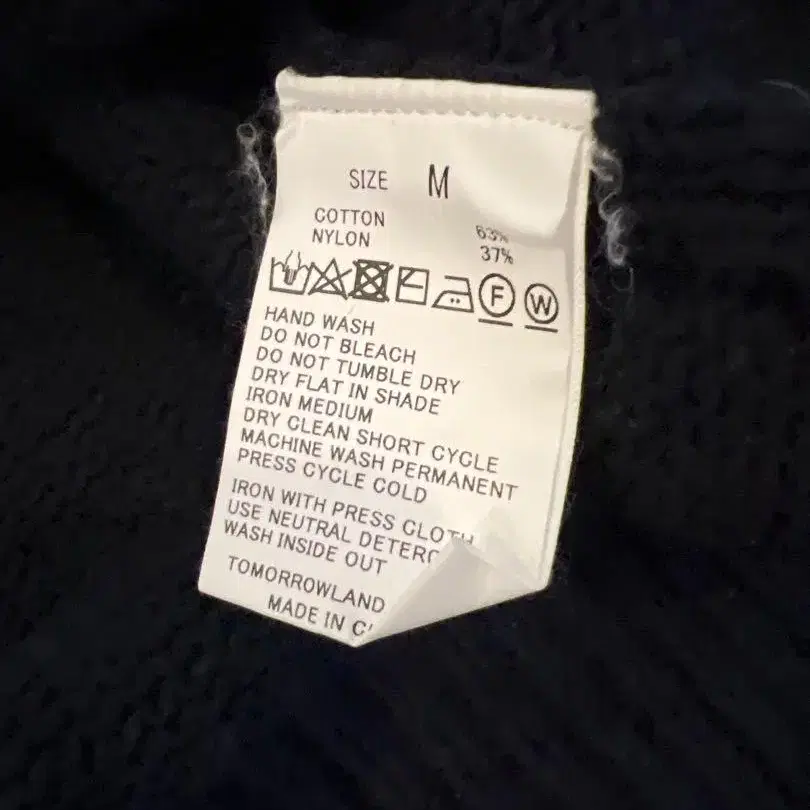 SIZE M
COTTON 63%
NYLON 37%
F W
HAND WASH
DO NOT BLEACH
DO NOT TUMBLE DRY
DRY FLAT IN SHADE
IRON MEDIUM
DRY CLEAN SHORT CYCLE
MACHINE WASH PERMANENT
PRESS CYCLE COLD
IRON WITH PRESS CLOTH
USE NEUTRAL
WASH INSIDE OUT
TOMORROWLAND
MADE IN